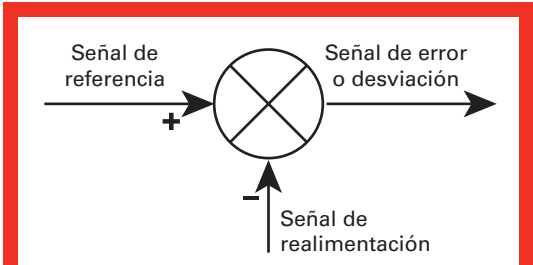 Señal de
referencia
Señal de error
o desviación
+
−
Señal de
realimentación